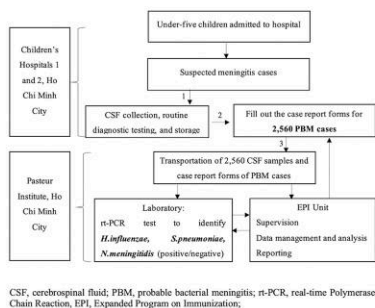 Under-five children admitted to hospital
Children's
Hospitals 1
and 2, Ho
Chi Minh
City
Suspected meningitis cases
1
CSF collection, routine
diagnostic testing, and storage
2
Fill out the case report forms for
2,560 PBM cases
3
Pasteur
Institute, Ho
Chi Minh
City
Transportation of 2,560 CSF samples and
case report forms of PBM cases
Laboratory:
rt-PCR test to identify
H.influenzae, S.pneumoniae,
N.meningitidis (positive/negative)
EPI Unit
Supervision
Data management and analysis
Reporting
CSF, cerebrospinal fluid; PBM, probable bacterial meningitis; rt-PCR, real-time Polymerase
Chain Reaction, EPI, Expanded Program on Immunization;